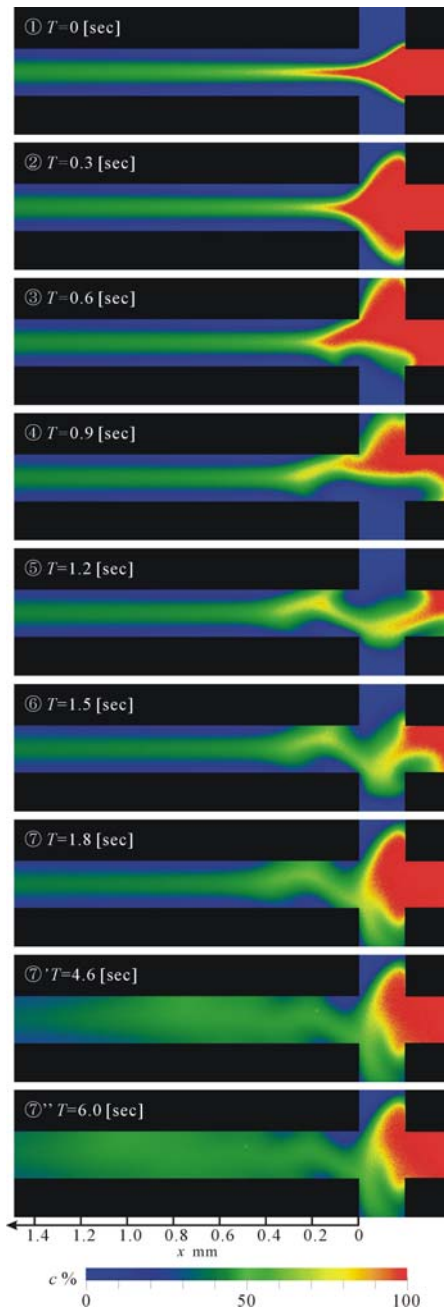 ① T=0 [sec]
② T=0.3 [sec]
③ T=0.6 [sec]
④ T=0.9 [sec]
⑤ T=1.2 [sec]
⑥ T=1.5 [sec]
⑦ T=1.8 [sec]
⑦' T=4.6 [sec]
⑦'' T=6.0 [sec]
1.4 1.2 1.0 0.8 0.6 0.4 0.2 0
x mm
c %
0 50 100